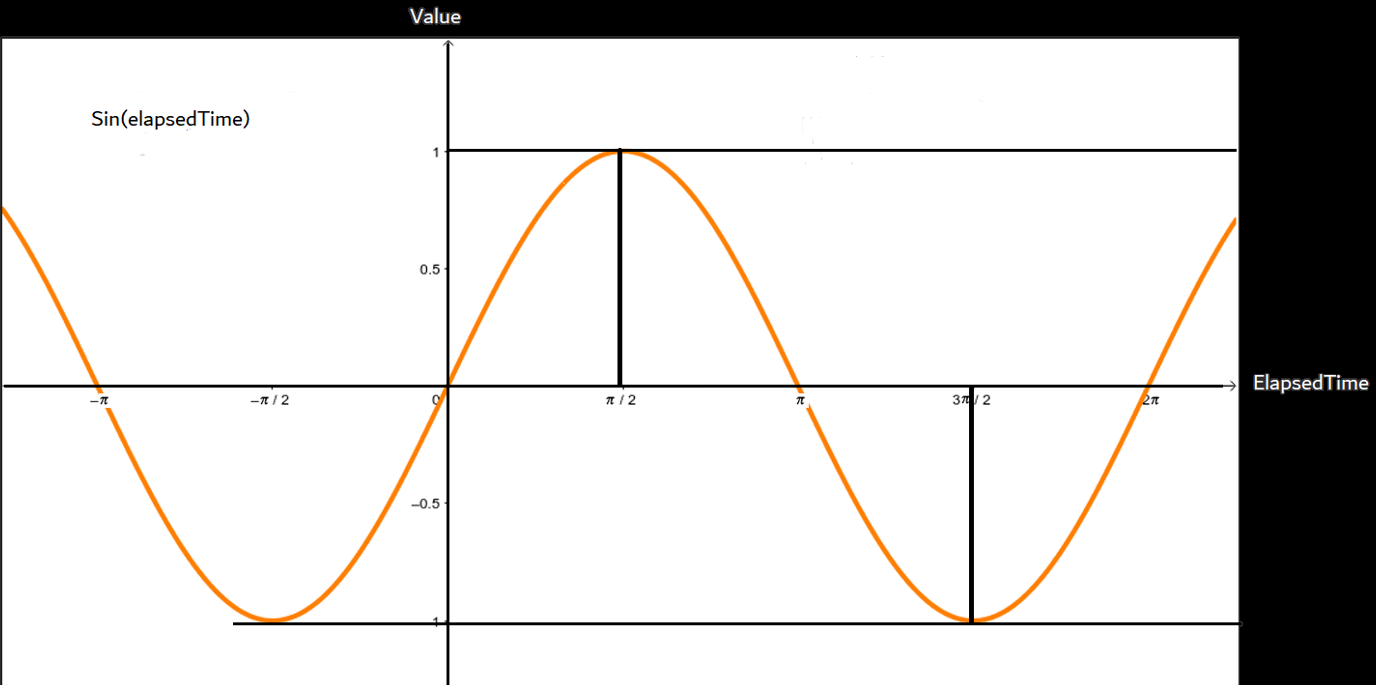 Value
Sin(elapsedTime)
1
0.5
ElapsedTime
−π
−π / 2
0
π / 2
π
3π / 2
2π
−0.5
1